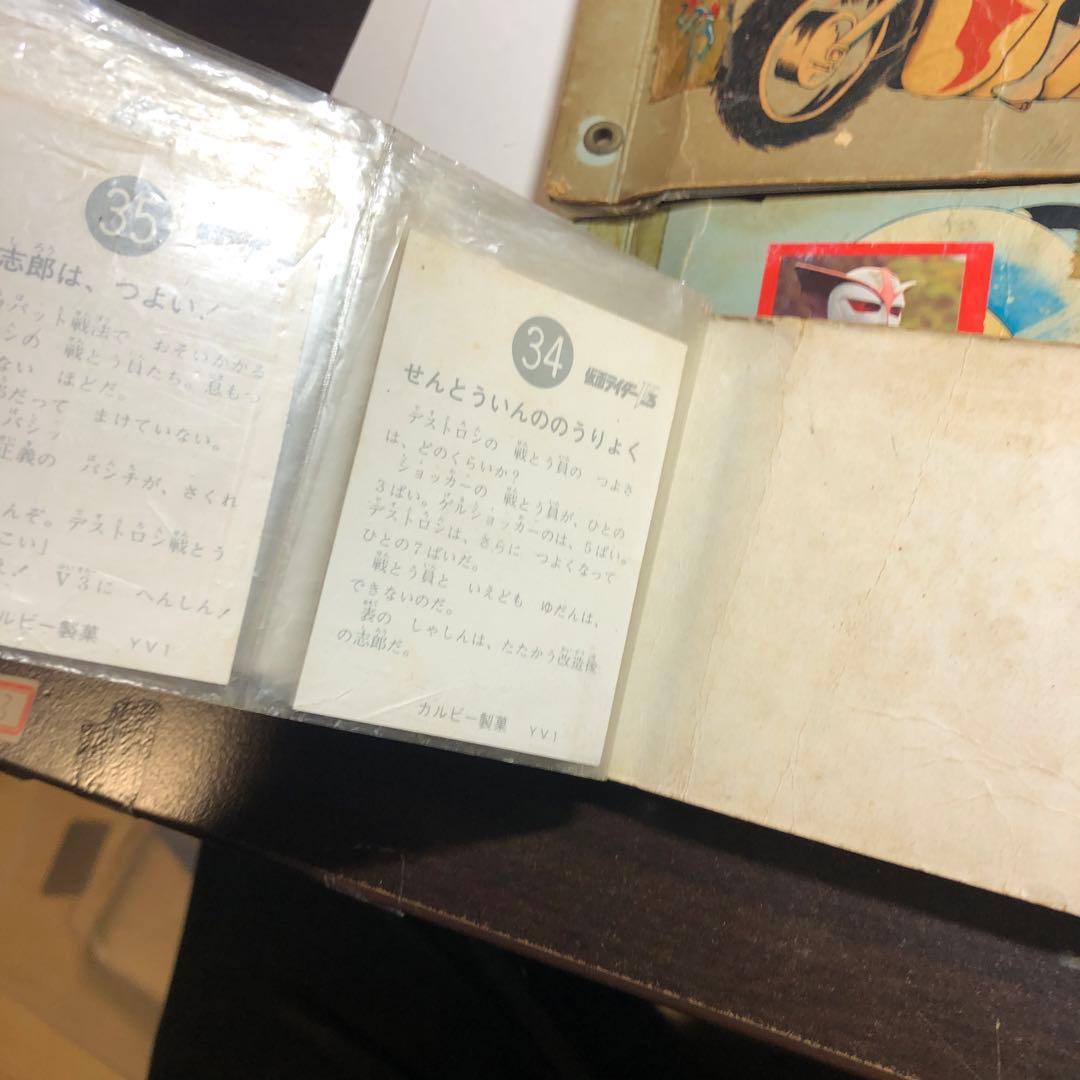 35
志郎は、つよい!
バット戦法で おそいかかる
シの 戦とう員たち。息もつ
ない ほどだ。
だって まけていない。
バシッ
正義の パンチが、さくれ
んぞ。デストロン戦とう
こい」
! V3に へんしん!
ルビー製菓 YV1
34
仮面ライダー V3
せんとういんののうりょく
デストロンの 戦とう員の つよさ
は、どのくらいか?
ショッカーの 戦とう員が、ひとの
3ばい。ゲルショッカーのは、5ばい。
デストロンは、さらに つよくなって
ひとの7ばいだ。
戦とう員と いえども ゆだんは、
できないのだ。
表の しゃしんは、たたかう改造後
の志郎だ。
カルビー製菓 YV1